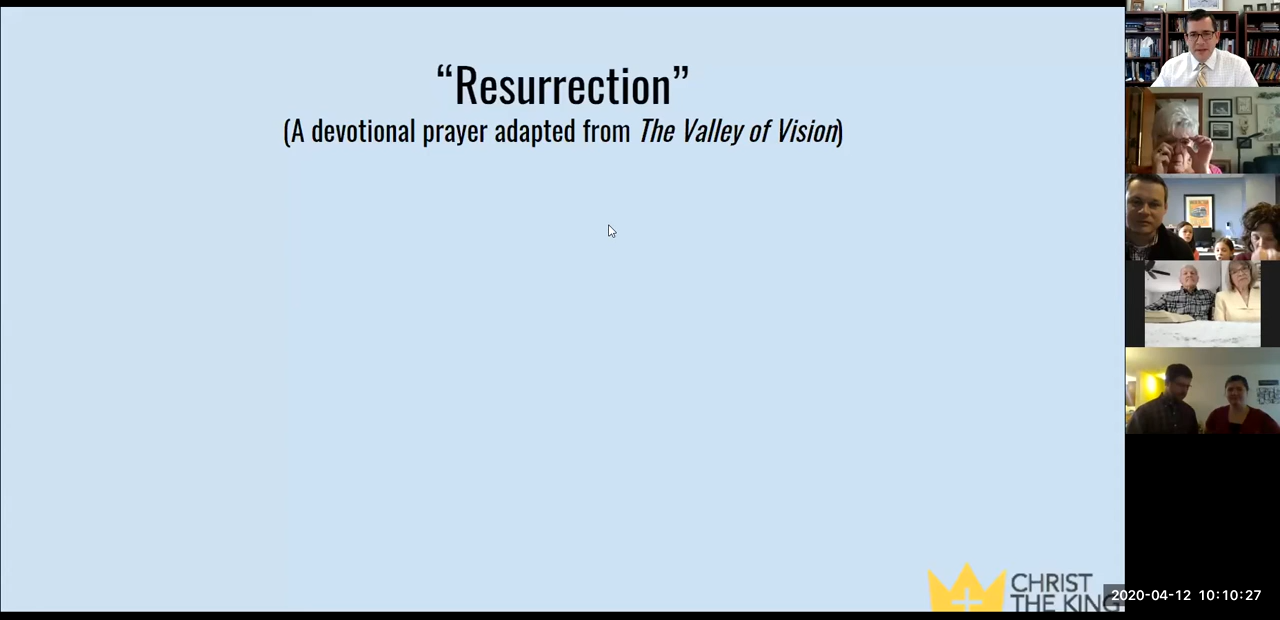 “Resurrection”
(A devotional prayer adapted from The Valley of Vision)
CHRIST
THE KING
2020-04-12 10:10:27